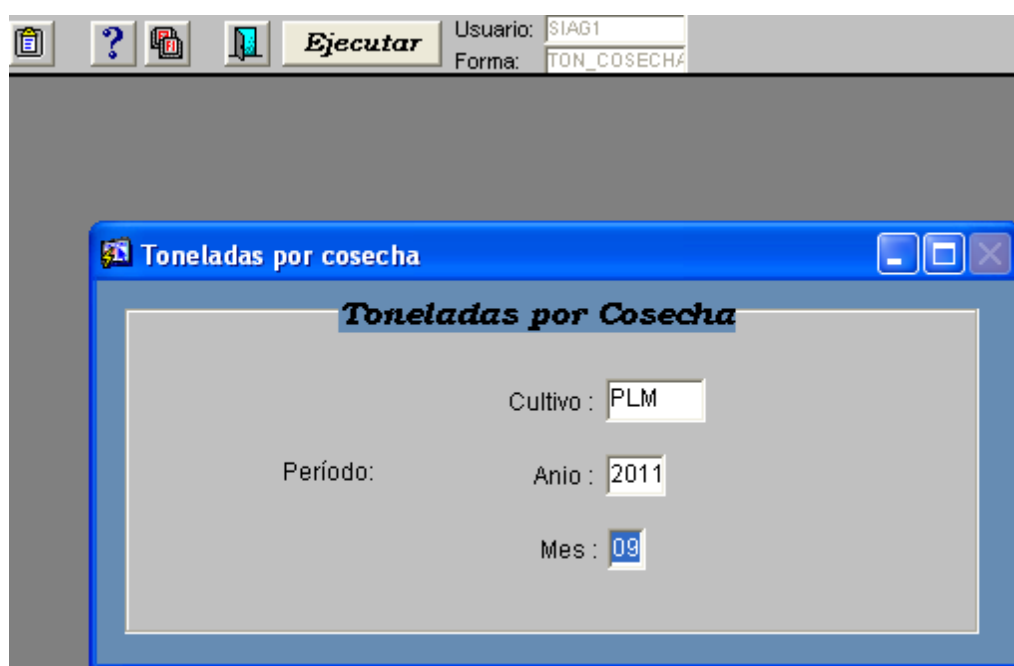 Ejecutar
Usuario: SIAG1
Forma: TON_COSECHA
Toneladas por cosecha
Toneladas por Cosecha
Cultivo : PLM
Período: Anio : 2011
Mes : 09